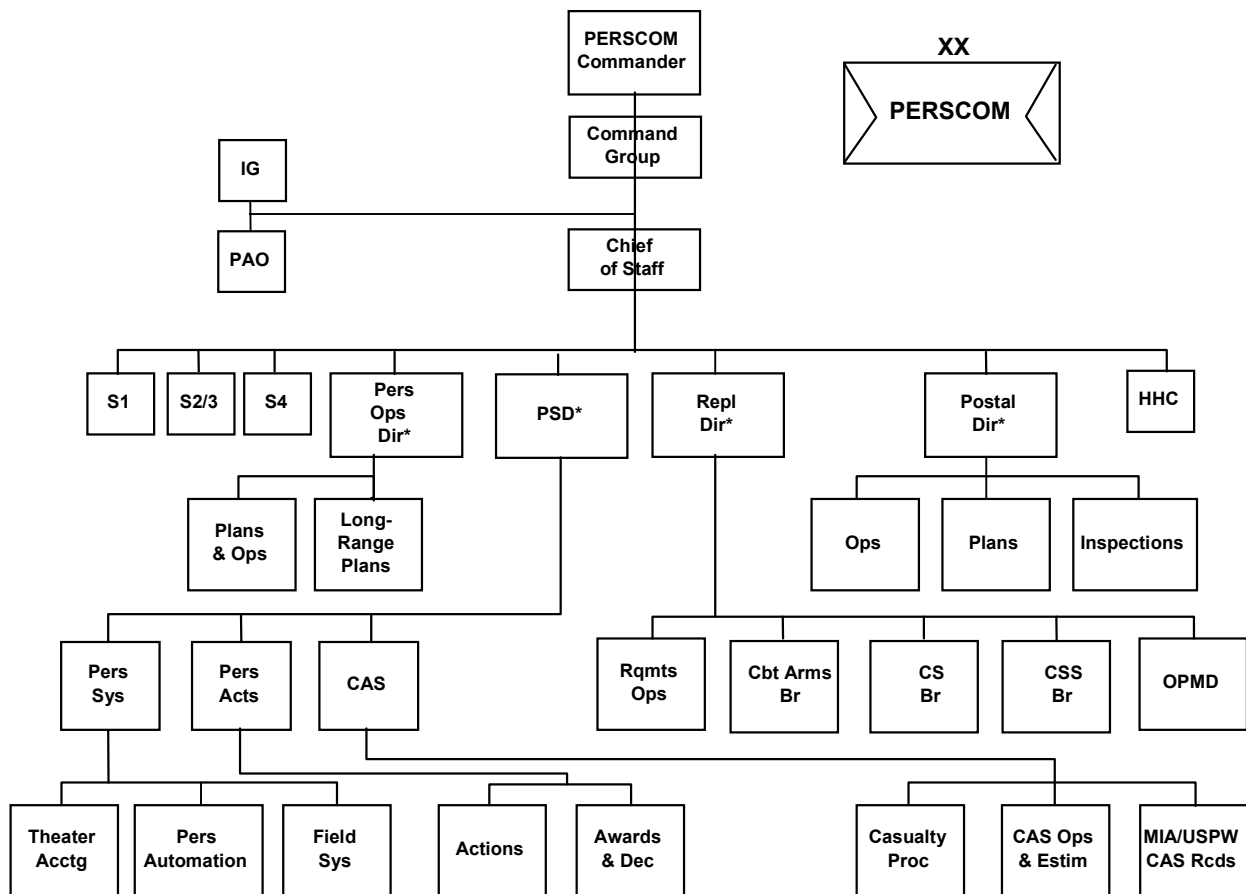 PERSCOM
Commander
XX
PERSCOM
Command
Group
IG
PAO
Chief
of Staff
S1
S2/3
S4
Pers
Ops
Dir*
PSD*
Repl
Dir*
Postal
Dir*
HHC
Plans
& Ops
Long-
Range
Plans
Ops
Plans
Inspections
Pers
Sys
Pers
Acts
CAS
Rqmts
Ops
Cbt Arms
Br
CS
Br
CSS
Br
OPMD
Theater
Acctg
Pers
Automation
Field
Sys
Actions
Awards
& Dec
Casualty
Proc
CAS Ops
& Estim
MIA/USPW
CAS Rcds